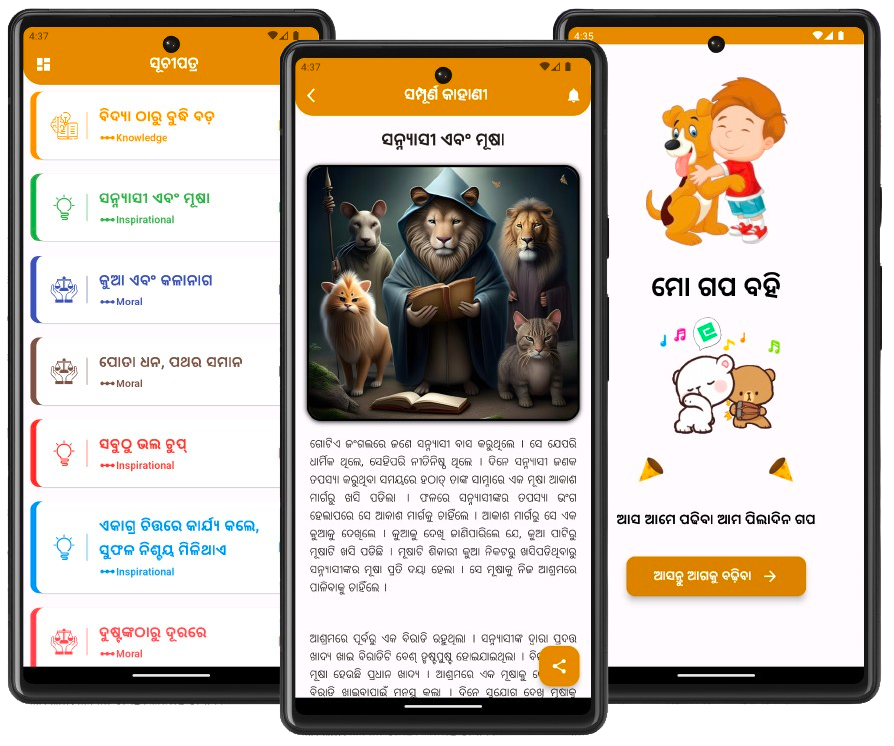 4:37
ସୂଚୀପତ୍ର
ବିଦ୍ୟା ଠାରୁ ବୁଦ୍ଧି ବଡ଼
Knowledge
ସନ୍ନ୍ୟାସୀ ଏବଂ ମୂଷା
Inspirational
କୁଆ ଏବଂ କଳାନାଗ
Moral
ପୋତା ଧନ, ପଥର ସମାନ
Moral
ସବୁଠୁ ଭଲ ଚୁପ୍
Inspirational
ଏକାଗ୍ର ଚିତ୍ତରେ କାର୍ଯ୍ୟ କଲେ,
ସୁଫଳ ନିଶ୍ଚୟ ମିଳିଥାଏ
Inspirational
ଦୁଷ୍ଟଙ୍କଠାରୁ ଦୂରରେ
Moral
4:37
ସମ୍ପୂର୍ଣ କାହାଣୀ
ସନ୍ନ୍ୟାସୀ ଏବଂ ମୂଷା
ଗୋଟିଏ ଜଂଗଲରେ ଜଣେ ସନ୍ନ୍ୟାସୀ ବାସ କରୁଥିଲେ । ସେ ଯେପରି
ଧାର୍ମିକ ଥିଲେ, ସେହିପରି ନୀତିନିଷ୍ଠ ଥିଲେ । ଦିନେ ସନ୍ନ୍ୟାସୀ ଜଣକ
ତପସ୍ୟା କରୁଥିବା ସମୟରେ ହଠାତ୍ ତାଙ୍କ ସାମ୍ନାରେ ଏକ ମୂଷା ଆକାଶ
ମାର୍ଗରୁ ଖସି ପଡିଲା । ଫଳରେ ସନ୍ନ୍ୟାସୀଙ୍କର ତପସ୍ୟା ଭଂଗ
ହେଲାପରେ ସେ ଆକାଶ ମାର୍ଗକୁ ଚାହିଁଲେ । ଆକାଶ ମାର୍ଗରୁ ସେ ଏକ
କୁଆକୁ ଦେଖିଲେ । କୁଆକୁ ଦେଖି ଜାଣିପାରିଲେ ଯେ, କୁଆ ପାଟିରୁ
ମୂଷାଟି ଖସି ପଡିଛି । ମୂଷାଟି ଶିକାରୀ କୁଆ ନିକଟରୁ ଖସିପଡିଥିବାରୁ
ସନ୍ନ୍ୟାସୀଙ୍କର ମୂଷା ପ୍ରତି ଦୟା ହେଲା । ସେ ମୂଷାକୁ ନିଜ ଆଶ୍ରମରେ
ପାଳିବାକୁ ଚାହିଁଲେ ।
ଆଶ୍ରମରେ ପୂର୍ବରୁ ଏକ ବିରାଡି ରହୁଥିଲା । ସନ୍ନ୍ୟାସୀଙ୍କ ଦ୍ୱାରା ପ୍ରଦତ୍ତ
ଖାଦ୍ୟ ଖାଇ ବିରାଡିଟି ବେଶ୍ ହୃଷ୍ଟପୁଷ୍ଟ ହୋଇଯାଇଥିଲା ।
ମୂଷା ହେଉଛି ପ୍ରଧାନ ଖାଦ୍ୟ । ଆଶ୍ରମରେ ଏକ ମୂଷାକୁ
ବିରାଡି ଖାଇବାପାଇଁ ମନସ୍ଥ କଲା । ଦିନେ ସୁଯୋଗ ଦେଖି ମୂଷାକୁ
4:35
ମୋ ଗପ ବହି
ଆସ ଆମେ ପଢିବା ଆମ ପିଲାଦିନ ଗପ
ଆସନ୍ତୁ ଆଗକୁ ବଢ଼ିବା